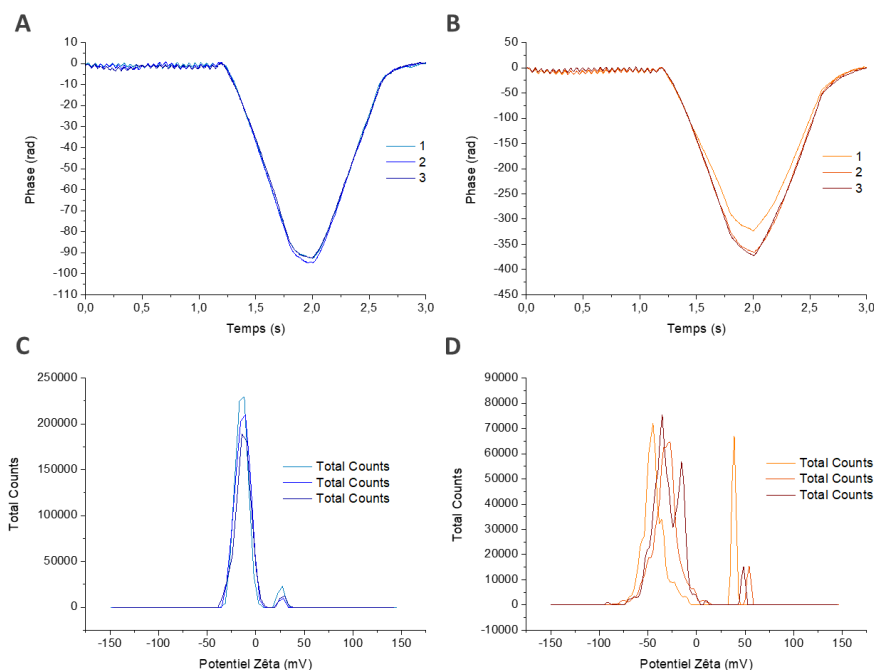 A
10
0
-10
-20
-30
-40
-50
-60
-70
-80
-90
-100
-110
Phase (rad)
0,0 0,5 1,0 1,5 2,0 2,5 3,0
Temps (s)
1
2
3
B
50
0
-50
-100
-150
-200
-250
-300
-350
-400
-450
Phase (rad)
0,0 0,5 1,0 1,5 2,0 2,5 3,0
Temps (s)
1
2
3
C
250000
200000
150000
100000
50000
0
Total Counts
-150 -100 -50 0 50 100 150
Potentiel Zêta (mV)
Total Counts
Total Counts
Total Counts
D
90000
80000
70000
60000
50000
40000
30000
20000
10000
0
-10000
Total Counts
-150 -100 -50 0 50 100 150
Potentiel Zêta (mV)
Total Counts
Total Counts
Total Counts